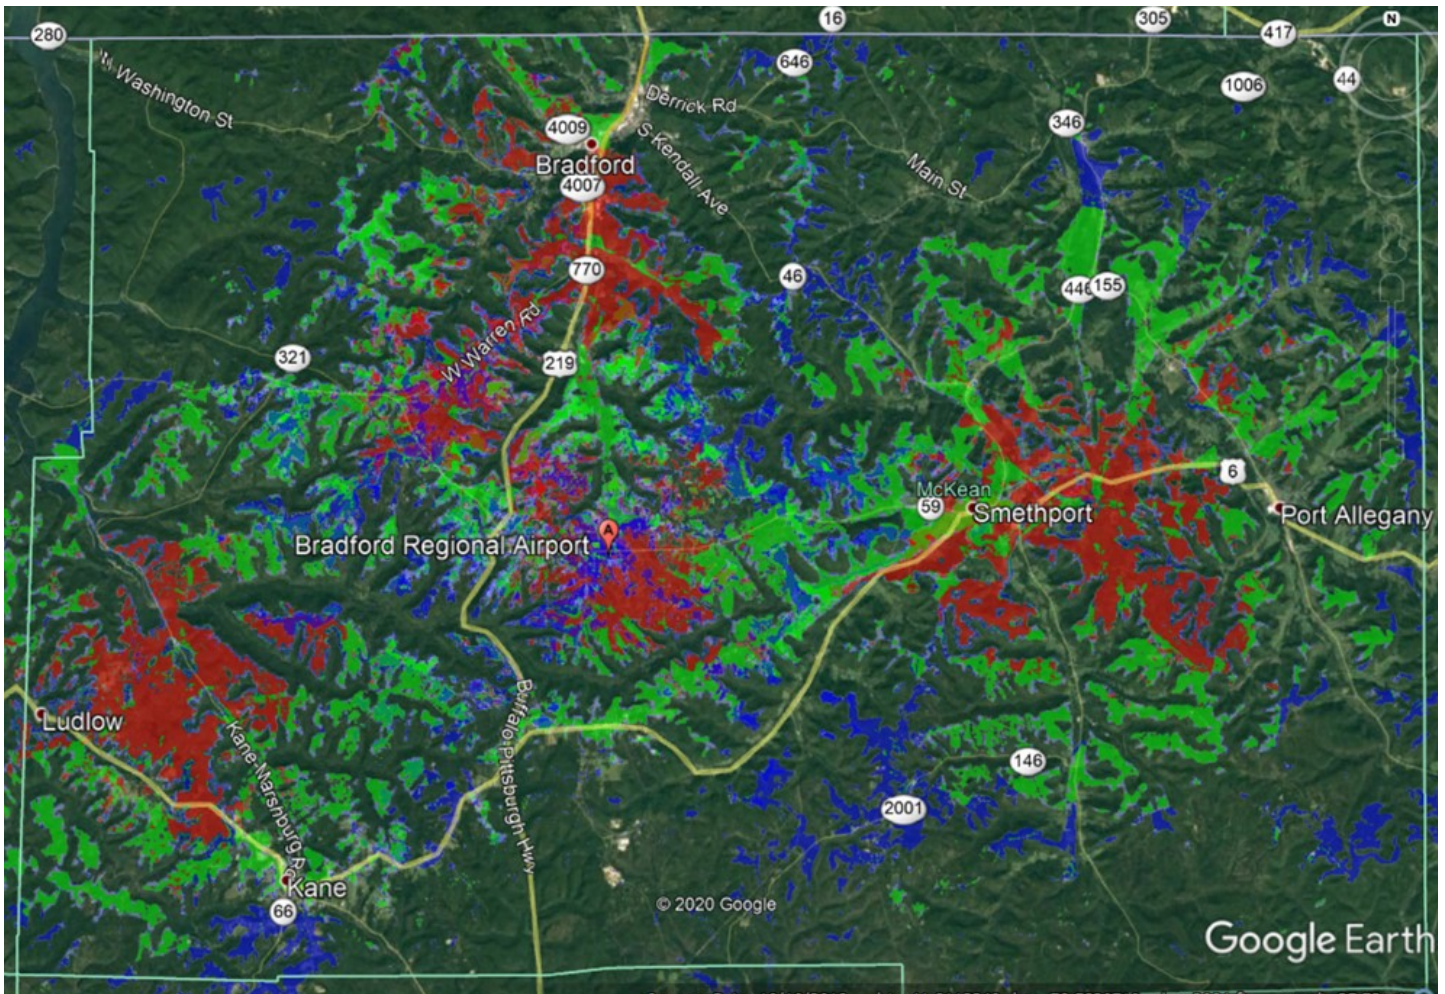 280
16
305
417
N
646
44
1006
N Washington St
Derrick Rd
4009
346
S Kendall Ave
Bradford
Main St
4007
770
46
446
155
W Warren Rd
321
219
6
McKean
59
Smethport
Port Allegany
A
Bradford Regional Airport
Ludlow
Buffalo-Pittsburgh Hwy
Kane-Marshburg Rd
146
2001
Kane
66
© 2020 Google
Google Earth